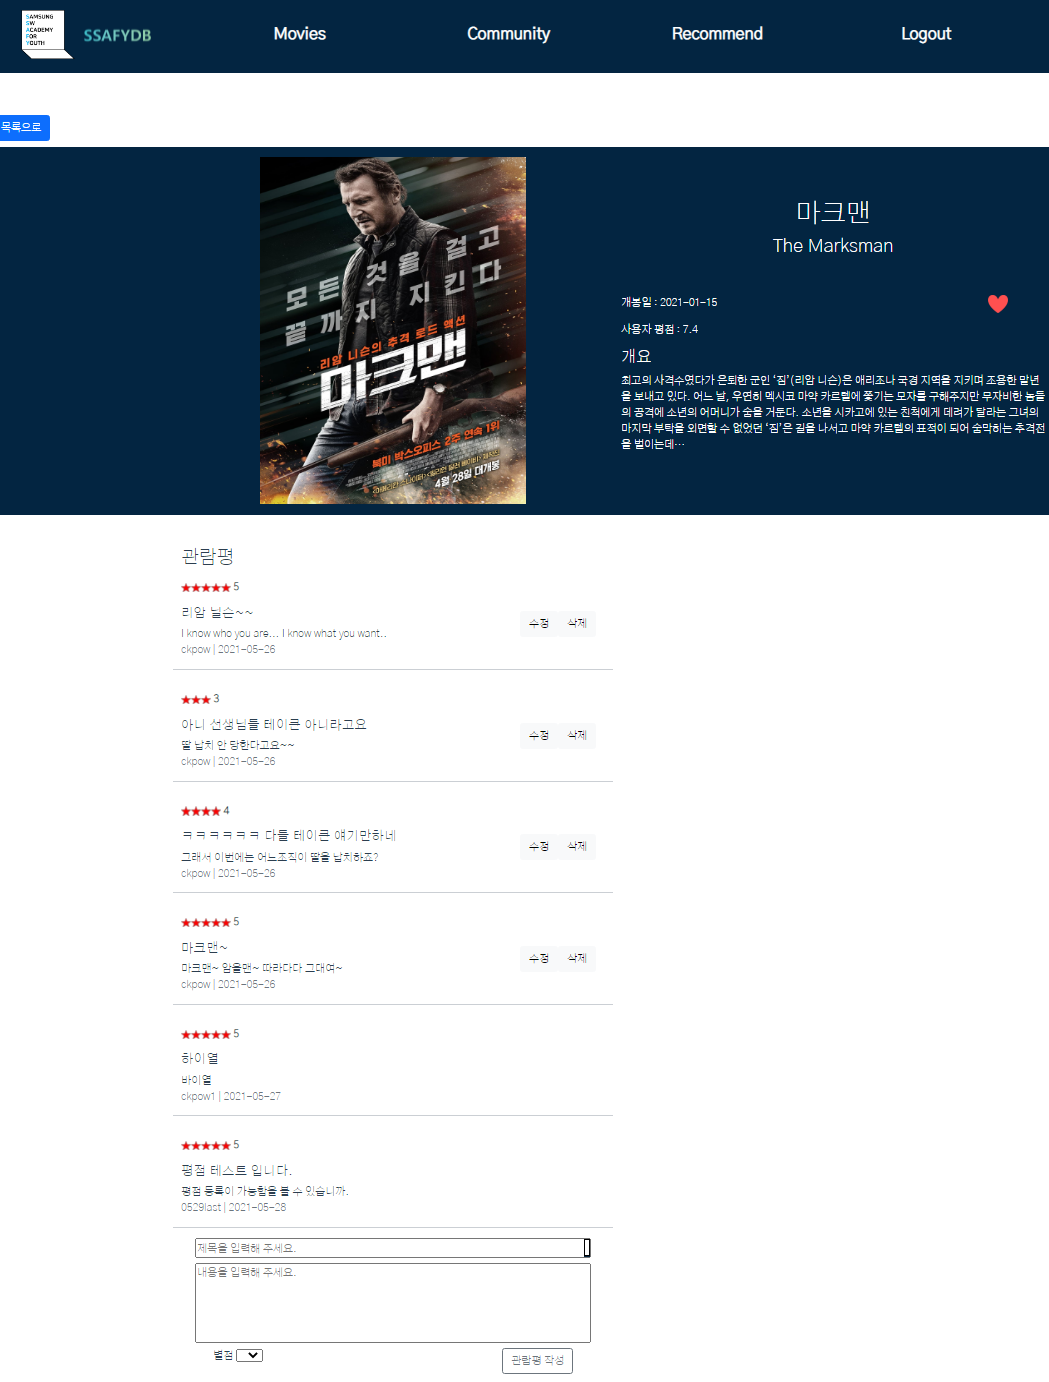 SAMSUNG
SW
ACADEMY
FOR
YOUTH
SSAFYDB
Movies
Community
Recommend
Logout
목록으로
모든 것을 걸고
끝까지 지킨다
리암 니슨의 추격 로드 액션
마크맨
북미 박스오피스 2주 연속 1위
4월 28일 대개봉
마크맨
The Marksman
개봉일 : 2021-01-15
사용자 평점 : 7.4
개요
최고의 사격수였다가 은퇴한 군인 ‘짐’(리암 니슨)은 애리조나 국경 지역을 지키며 조용한 말년
을 보내고 있다. 어느 날, 우연히 멕시코 마약 카르텔에 쫓기는 모자를 구해주지만 무자비한 놈들
의 공격에 소년의 어머니가 숨을 거둔다. 소년을 시카고에 있는 친척에게 데려가 달라는 그녀의
마지막 부탁을 외면할 수 없었던 ‘짐’은 길을 나서고 마약 카르텔의 표적이 되어 숨막히는 추격전
을 벌이는데…
관람평
★★★★★ 5
리암 닐슨~~
I know who you are... I know what you want..
ckpow | 2021-05-26
수정 삭제
★★★ 3
아니 선생님들 테이큰 아니라고요
딸 납치 안 당한다고요~~
ckpow | 2021-05-26
수정 삭제
★★★★ 4
ㅋㅋㅋㅋㅋㅋ 다들 테이큰 얘기만하네
그래서 이번에는 어느조직이 딸을 납치하죠?
ckpow | 2021-05-26
수정 삭제
★★★★★ 5
마크맨~
마크맨~ 암욜맨~ 따라다다 그대여~
ckpow | 2021-05-26
수정 삭제
★★★★★ 5
하이열
바이열
ckpow1 | 2021-05-27
★★★★★ 5
평점 테스트 입니다.
평점 등록이 가능함을 볼 수 있습니까.
0529last | 2021-05-28
제목을 입력해 주세요.
내용을 입력해 주세요.
별점
관람평 작성